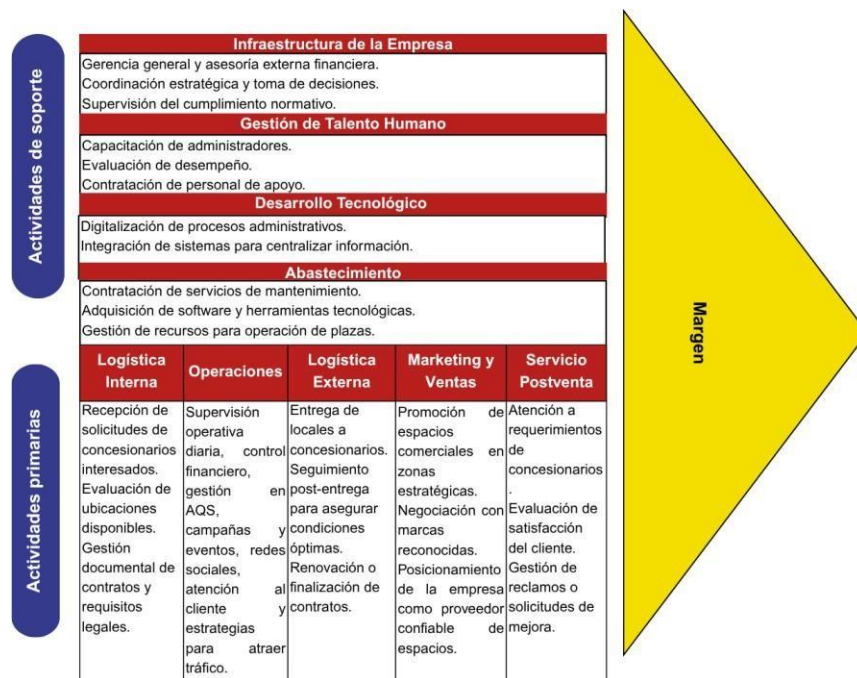 Actividades de soporte
Infraestructura de la Empresa
Gerencia general y asesoría externa financiera.
Coordinación estratégica y toma de decisiones.
Supervisión del cumplimiento normativo.
Gestión de Talento Humano
Capacitación de administradores.
Evaluación de desempeño.
Contratación de personal de apoyo.
Desarrollo Tecnológico
Digitalización de procesos administrativos.
Integración de sistemas para centralizar información.
Abastecimiento
Contratación de servicios de mantenimiento.
Adquisición de software y herramientas tecnológicas.
Gestión de recursos para operación de plazas.
Actividades primarias
Logística
Interna
Recepción de
solicitudes de
concesionarios
interesados.
Evaluación de
ubicaciones
disponibles.
Gestión
documental de
contratos y
requisitos
legales.
Operaciones
Supervisión
operativa
diaria, control
financiero,
gestión en
AQS,
campañas y
eventos, redes
sociales,
atención al
cliente y
estrategias
para atraer
tráfico.
Logística
Externa
Entrega de
locales a
concesionarios.
Seguimiento
post-entrega
para asegurar
condiciones
óptimas.
Renovación o
finalización de
contratos.
Marketing y
Ventas
Promoción de
espacios
comerciales en
zonas
estratégicas.
Negociación con
marcas
reconocidas.
Posicionamiento
de la empresa
como proveedor
confiable de
espacios.
Servicio
Postventa
Atención a
requerimientos
de
concesionarios
.
Evaluación de
satisfacción
del cliente.
Gestión de
reclamos o
solicitudes de
mejora.
Margen